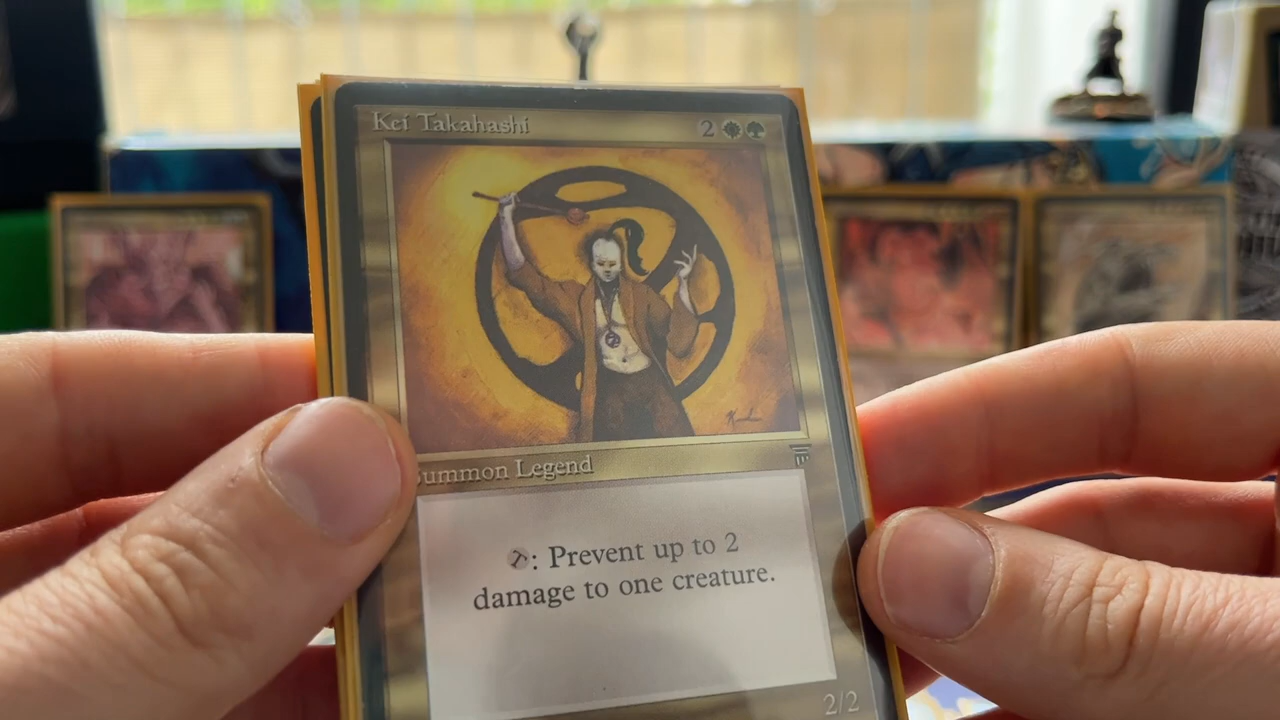 Kei Takahashi 2
Summon Legend
T: Prevent up to 2
damage to one creature.
2/2